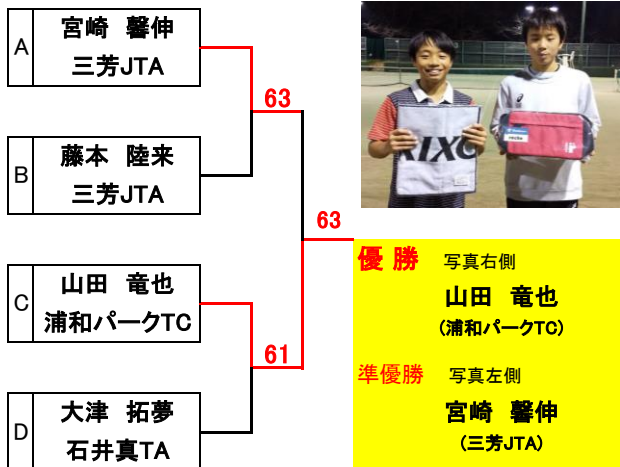 A
宮崎 馨伸
三芳JTA
63
B
藤本 陸来
三芳JTA
63
C
山田 竜也
浦和パークTC
61
D
大津 拓夢
石井真TA
優 勝 写真右側
山田 竜也
(浦和パークTC)
準優勝 写真左側
宮崎 馨伸
(三芳JTA)